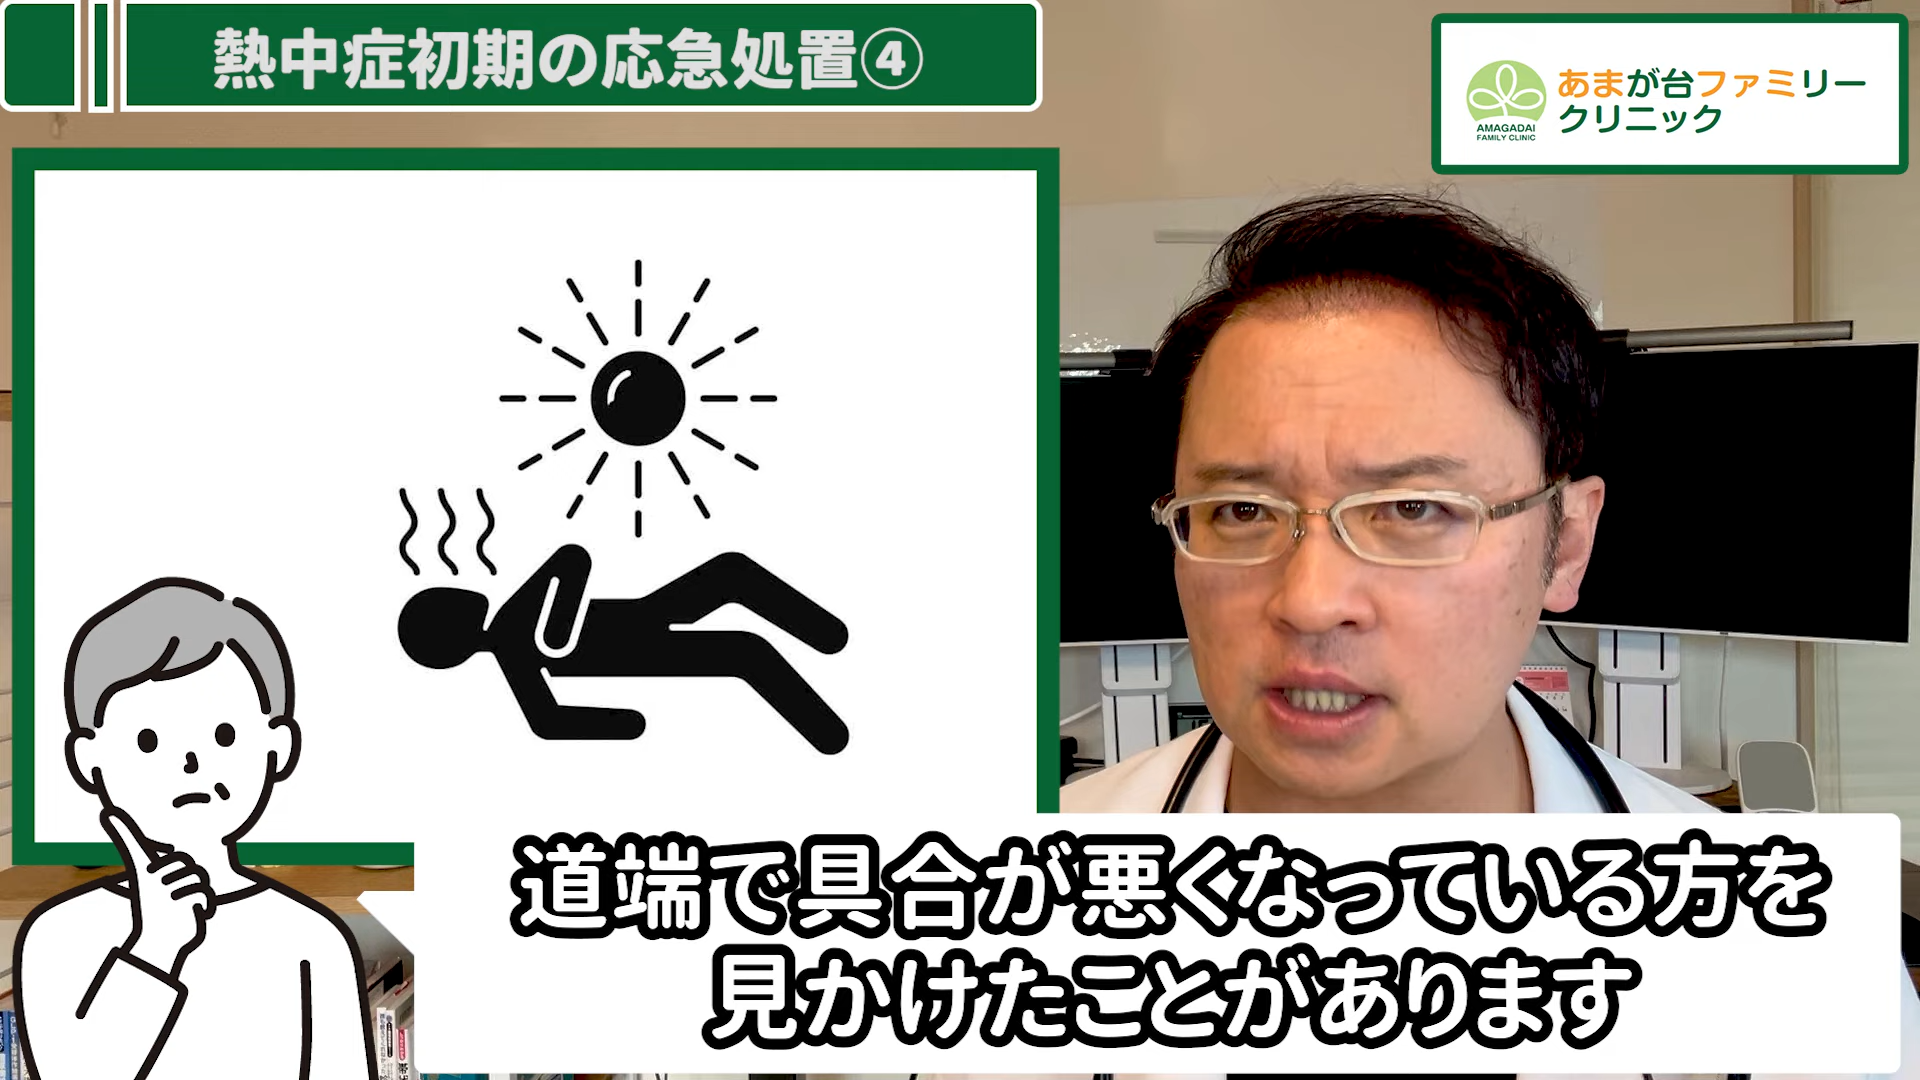 熱中症初期の応急処置④
あまが台ファミリー
クリニック
AMAGADAI
FAMILY CLINIC
道端で具合が悪くなっている方を
見かけたことがあります